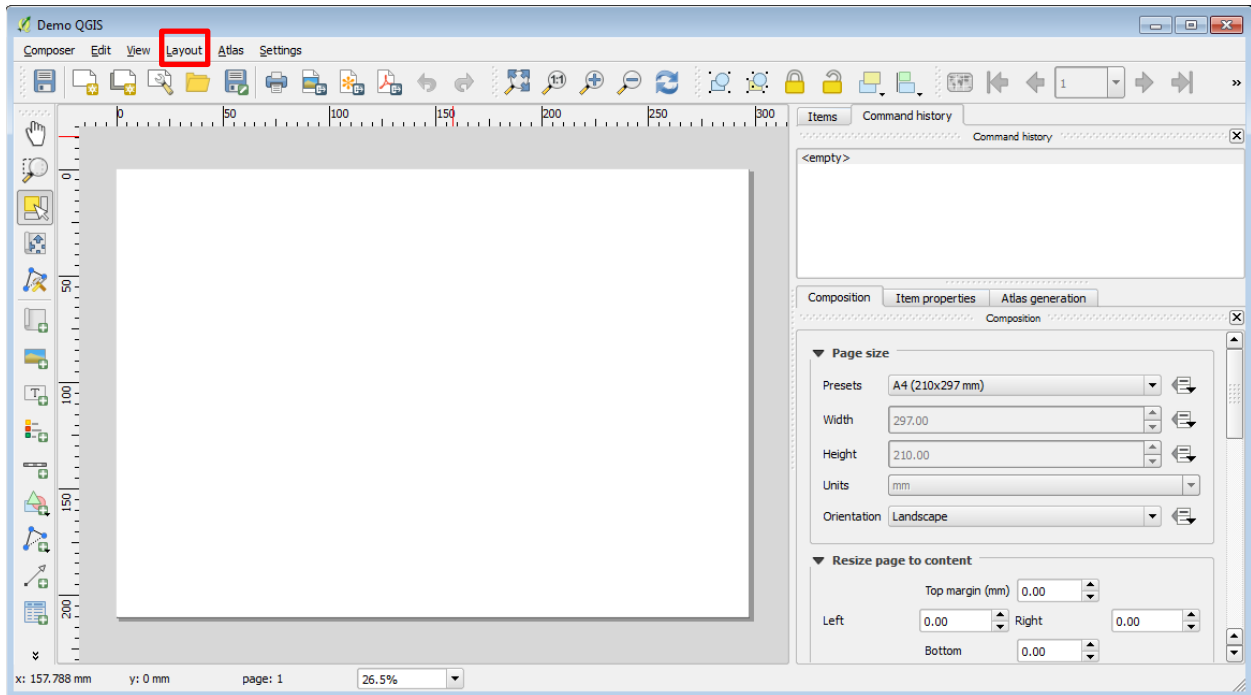 Demo QGIS
Composer Edit View Layout Atlas Settings
1:1 1 »
0 50 100 150 200 250 300
Items Command history
Command history
<empty>
0
50
100
150
200
T
Composition Item properties Atlas generation
Composition
Page size
Presets A4 (210x297 mm)
Width 297.00
Height 210.00
Units mm
Orientation Landscape
Resize page to content
Top margin (mm) 0.00
Left 0.00 Right 0.00
Bottom 0.00
x: 157.788 mm y: 0 mm page: 1 26.5%